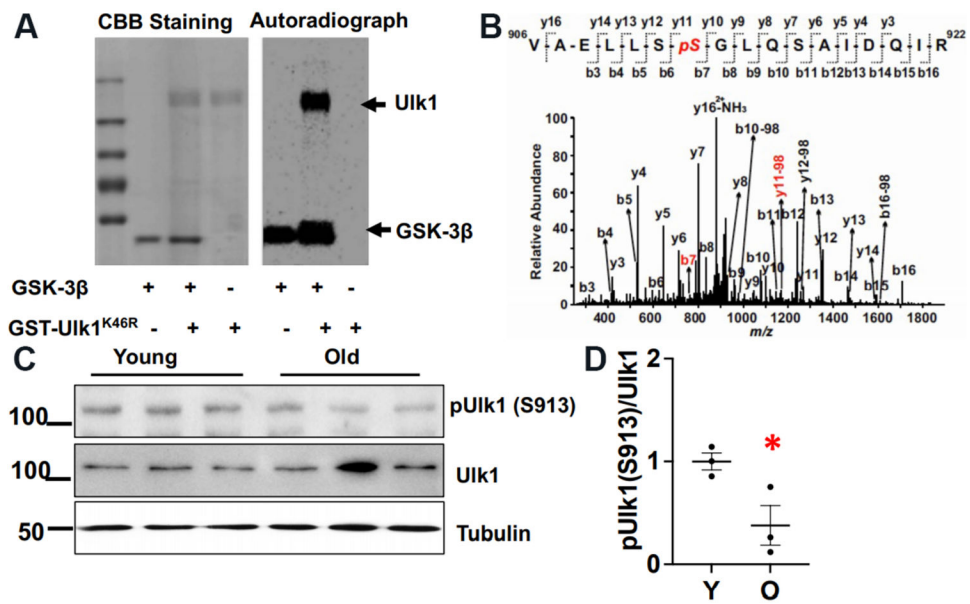 A
CBB Staining
Autoradiograph
Ulk1
GSK-3β
GSK-3β + + - + + -
GST-Ulk1K46R - + + - + +
B
y16 y14 y13 y12 y11 y10 y9 y8 y7 y6 y5 y4 y3
906 V A - E L L S pS G L Q S A I D Q I R 922
b3 b4 b5 b6 b7 b8 b9 b10 b11 b12 b13 b14 b15 b16
Relative Abundance
100
80
60
40
20
0
y16-NH₃ 2+
b10-98
y7
y4
y8
y11-98
y12-98
b16-98
b5
y5
b11
b12
b13
y13
b4
y6
b8
y12
y14
y3
b7
b10
b3
b6
b9
y9
y10
y11
b14
b15
b16
400 600 800 1000 1200 1400 1600 1800
m/z
C
Young
Old
100
pUlk1 (S913)
100
Ulk1
50
Tubulin
D
pUlk1(S913)/Ulk1
2
1
0
*
Y O